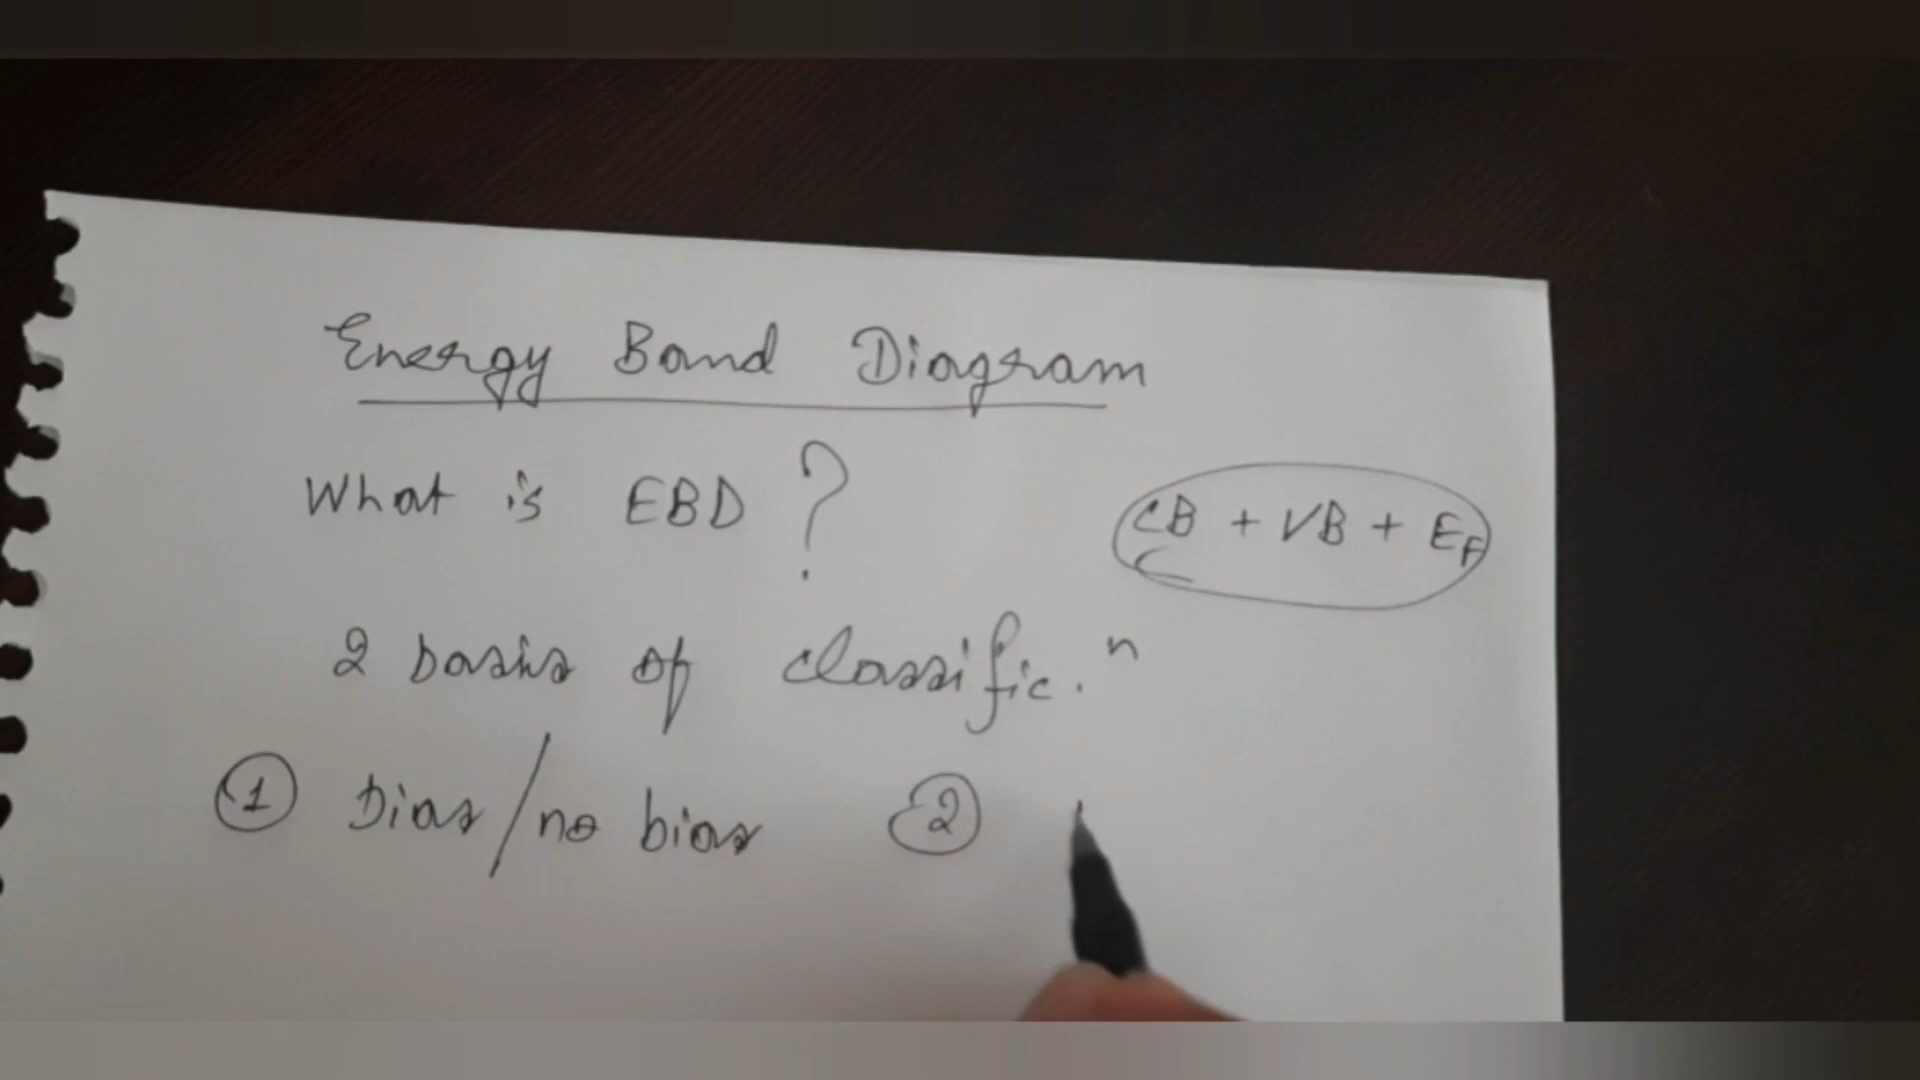 Energy Band Diagram
What is EBD ?
CB + VB + EF
2 basis of classific.n
1 Bias/no bias 2